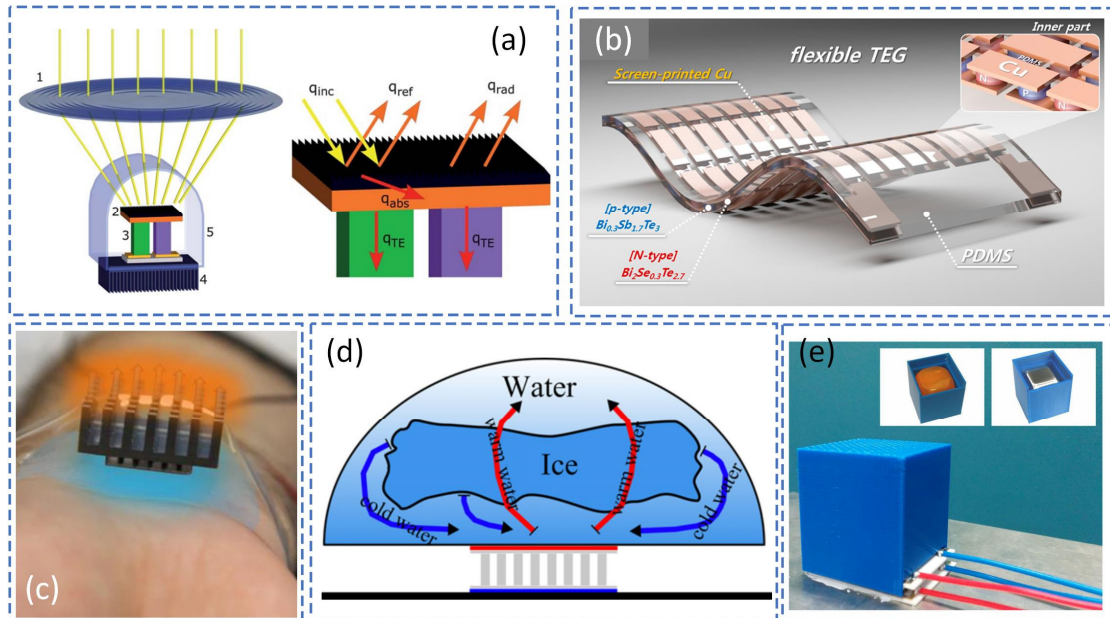 (a)
1
2
3
5
4
q_inc
q_ref
q_rad
q_abs
q_TE
q_TE
(b)
flexible TEG
Inner part
PDMS
Cu
N
P
N
Screen-printed Cu
[p-type]
Bi0.3Sb1.7Te3
[N-type]
Bi2Se0.3Te2.7
PDMS
(c)
(d)
Water
Ice
warm water
warm water
cold water
cold water
(e)